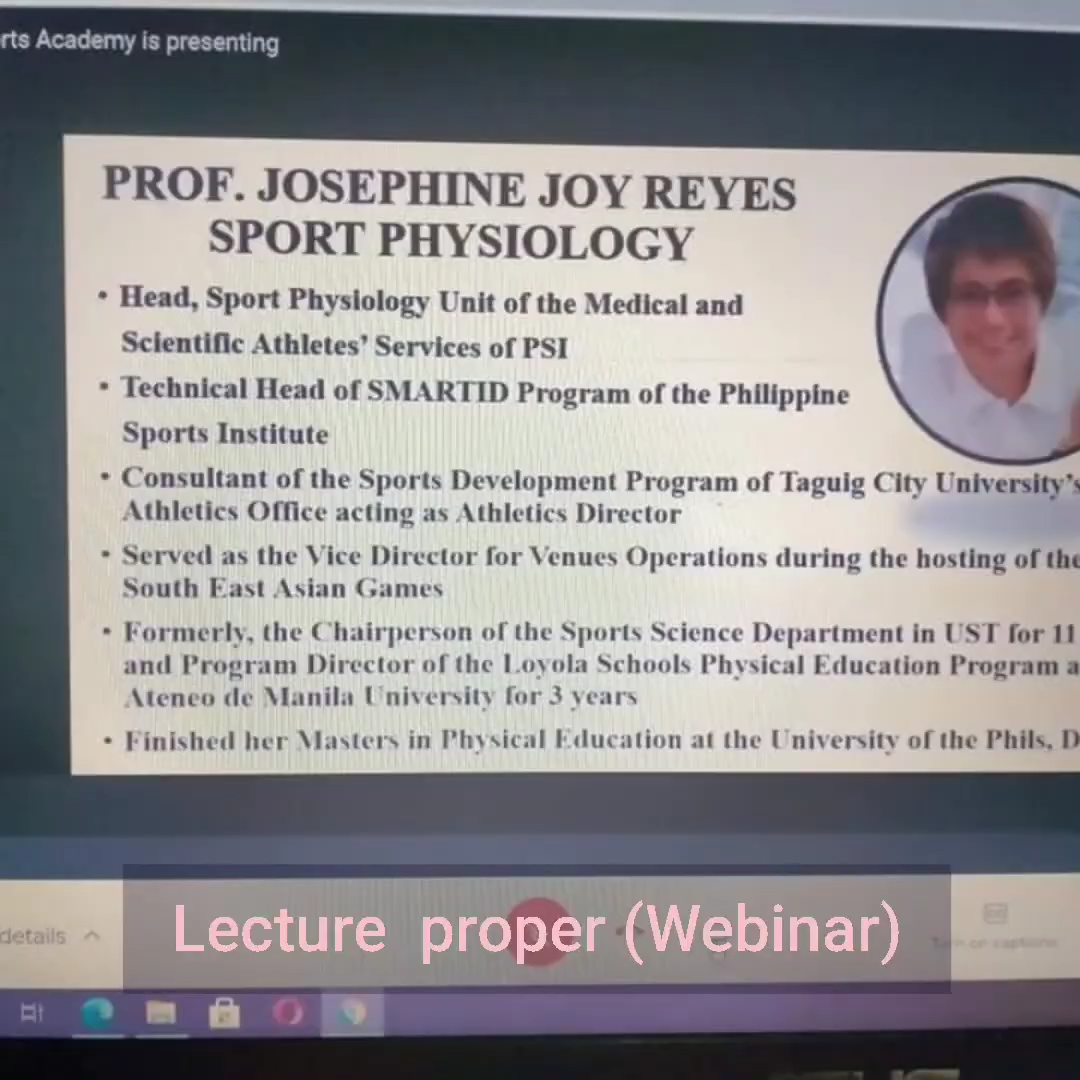 rts Academy is presenting
PROF. JOSEPHINE JOY REYES
SPORT PHYSIOLOGY
• Head, Sport Physiology Unit of the Medical and
Scientific Athletes’ Services of PSI
• Technical Head of SMARTID Program of the Philippine
Sports Institute
• Consultant of the Sports Development Program of Taguig City University’s
Athletics Office acting as Athletics Director
• Served as the Vice Director for Venues Operations during the hosting of the
South East Asian Games
• Formerly, the Chairperson of the Sports Science Department in UST for 11
and Program Director of the Loyola Schools Physical Education Program a
Ateneo de Manila University for 3 years
• Finished her Masters in Physical Education at the University of the Phils, D
Lecture proper (Webinar)
details
Turn on captions